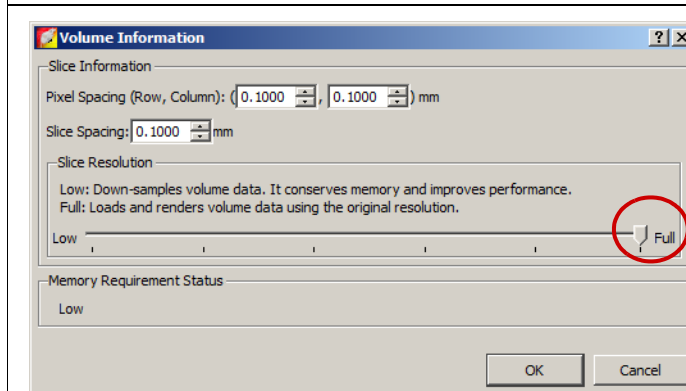 Volume Information
Slice Information
Pixel Spacing (Row, Column): ( 0.1000 , 0.1000 ) mm
Slice Spacing: 0.1000 mm
Slice Resolution
Low: Down-samples volume data. It conserves memory and improves performance.
Full: Loads and renders volume data using the original resolution.
Low Full
Memory Requirement Status
Low
OK Cancel